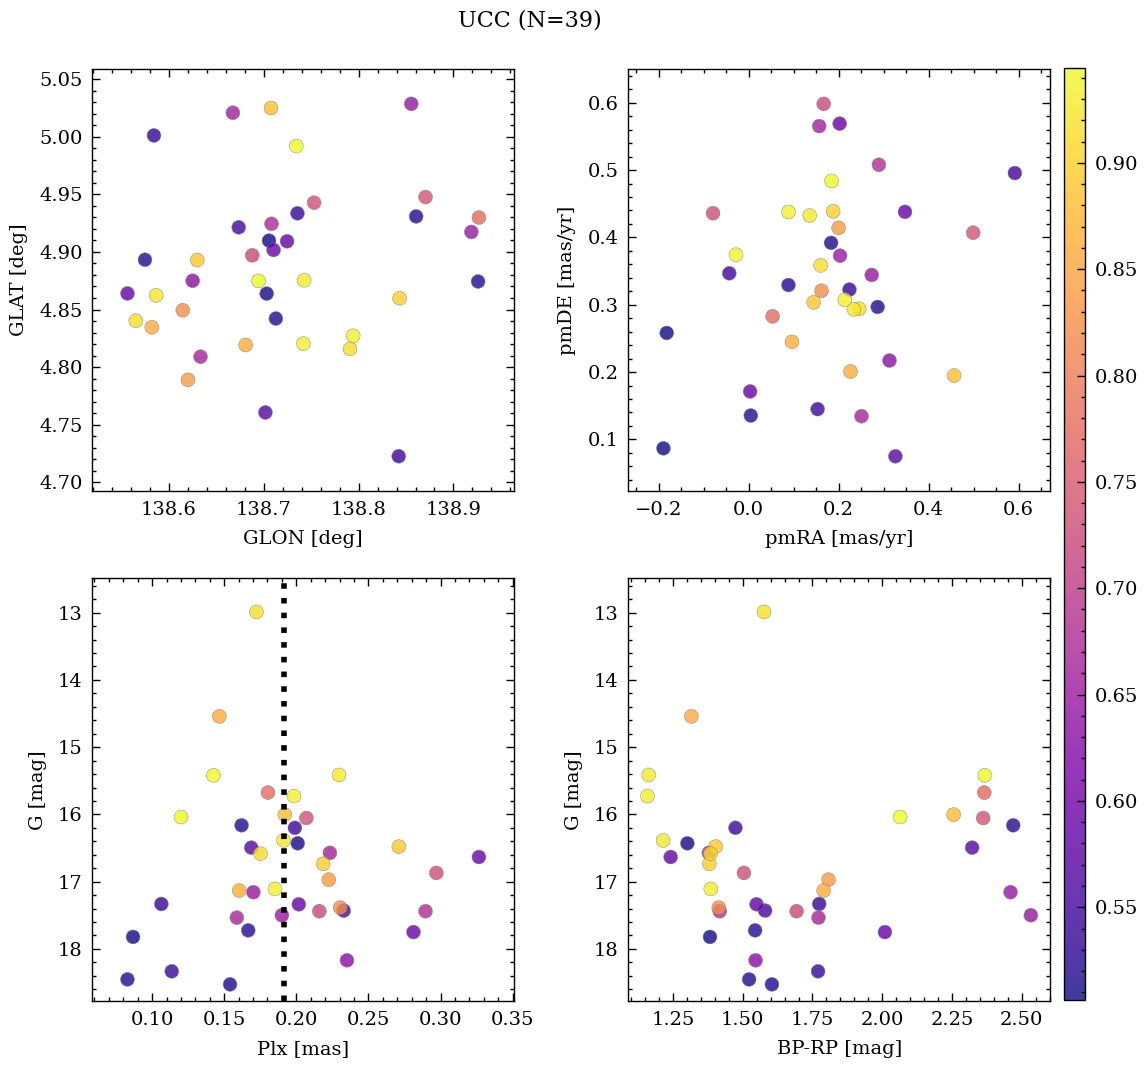 UCC (N=39)
5.05
5.00
4.95
4.90
4.85
4.80
4.75
4.70
GLAT [deg]
138.6 138.7 138.8 138.9
GLON [deg]
0.6
0.5
0.4
0.3
0.2
0.1
pmDE [mas/yr]
−0.2 0.0 0.2 0.4 0.6
pmRA [mas/yr]
13
14
15
16
17
18
G [mag]
0.10 0.15 0.20 0.25 0.30 0.35
Plx [mas]
13
14
15
16
17
18
G [mag]
1.25 1.50 1.75 2.00 2.25 2.50
BP-RP [mag]
0.90
0.85
0.80
0.75
0.70
0.65
0.60
0.55